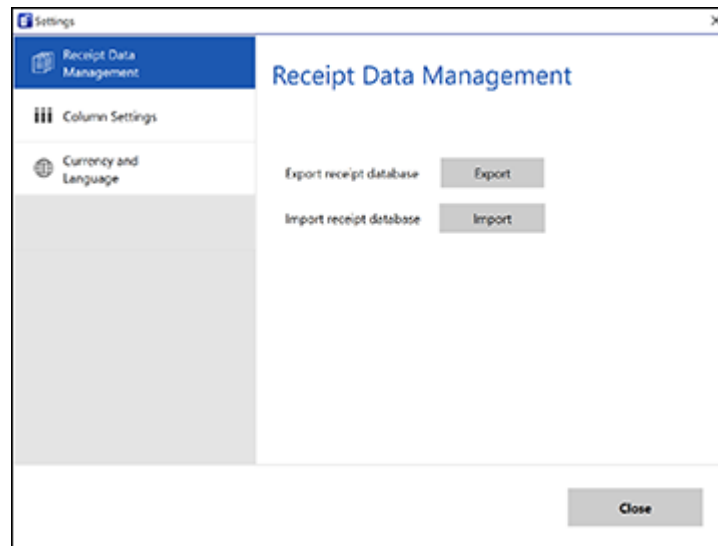 Settings
Receipt Data
Management
Column Settings
Currency and
Language
Receipt Data Management
Export receipt database
Export
Import receipt database
Import
Close